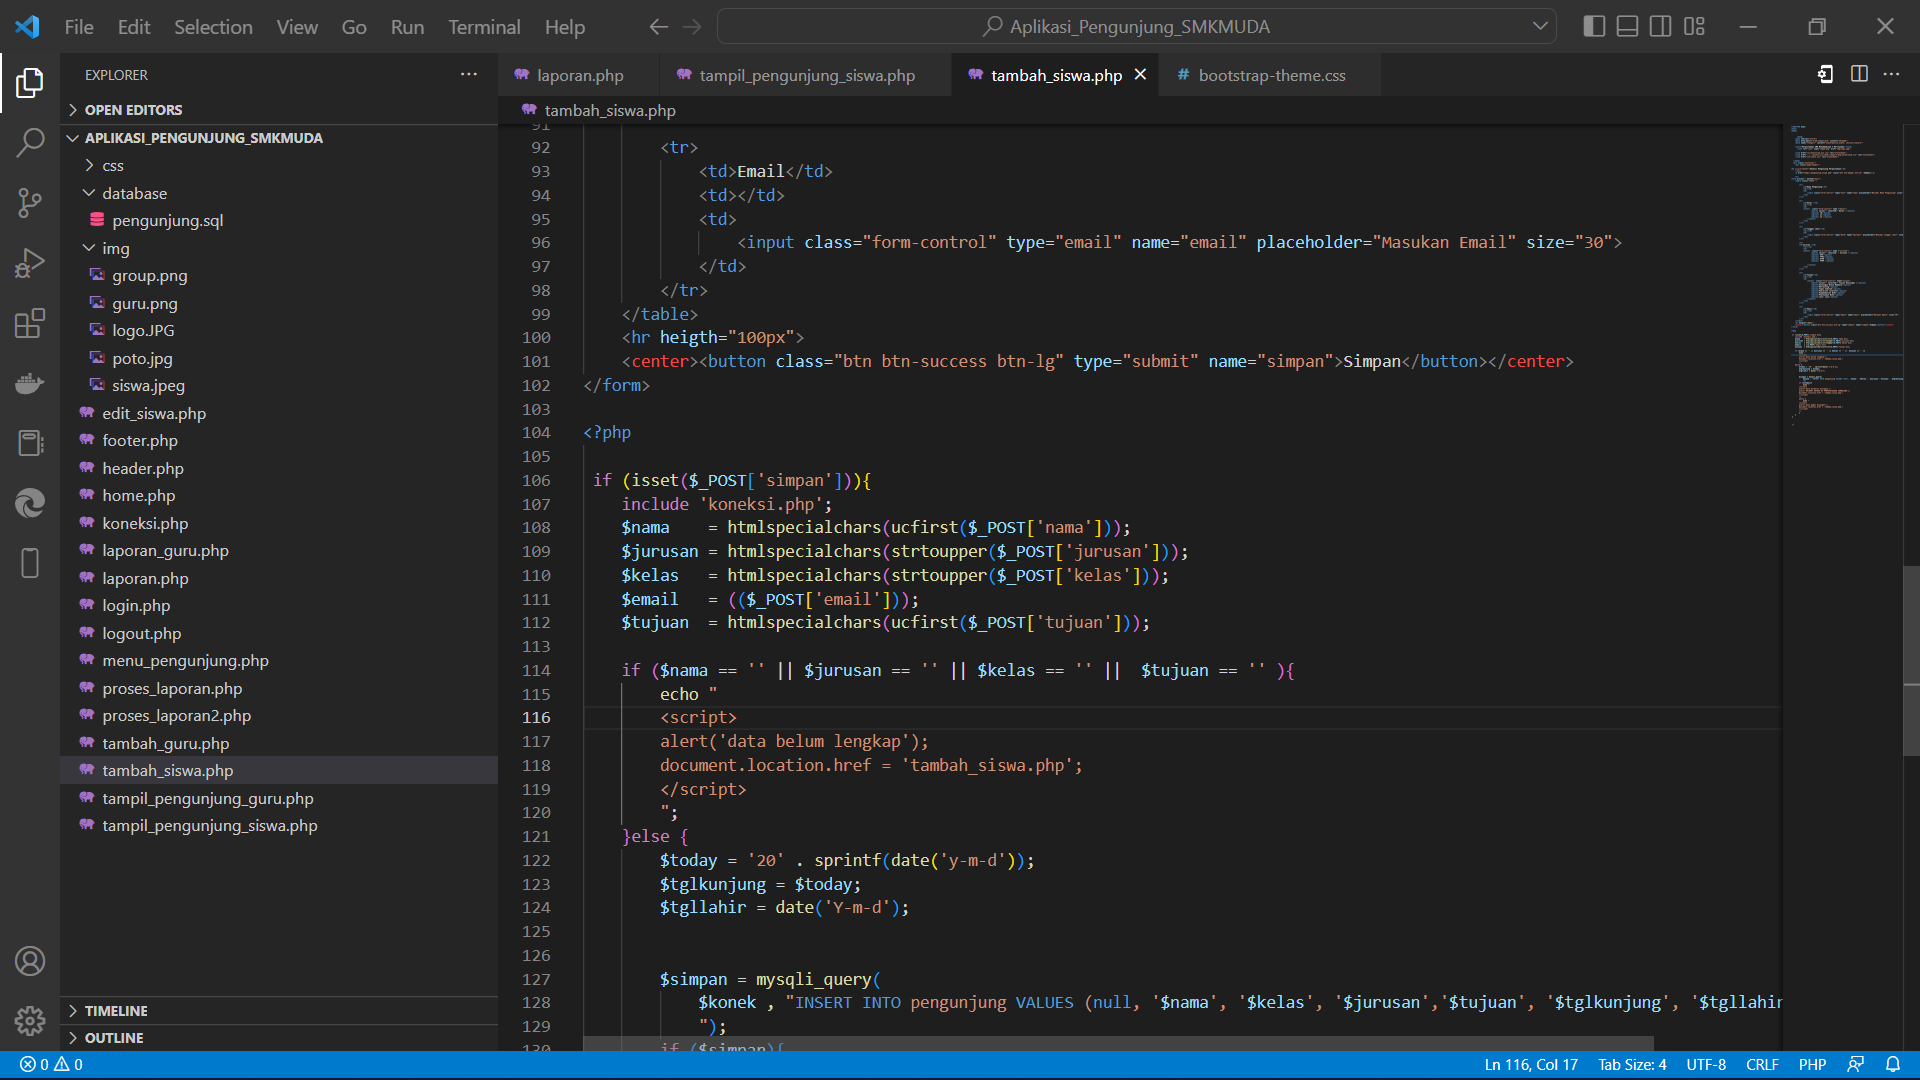 File Edit Selection View Go Run Terminal Help
Aplikasi_Pengunjung_SMKMUDA
EXPLORER
OPEN EDITORS
APLIKASI_PENGUNJUNG_SMKMUDA
css
database
pengunjung.sql
img
group.png
guru.png
logo.JPG
poto.jpg
siswa.jpeg
edit_siswa.php
footer.php
header.php
home.php
koneksi.php
laporan_guru.php
laporan.php
login.php
logout.php
menu_pengunjung.php
proses_laporan.php
proses_laporan2.php
tambah_guru.php
tambah_siswa.php
tampil_pengunjung_guru.php
tampil_pengunjung_siswa.php
TIMELINE
OUTLINE
laporan.php tampil_pengunjung_siswa.php tambah_siswa.php # bootstrap-theme.css
tambah_siswa.php
91
92 <tr>
93 <td>Email</td>
94 <td></td>
95 <td>
96 <input class="form-control" type="email" name="email" placeholder="Masukan Email" size="30">
97 </td>
98 </tr>
99 </table>
100 <hr heigth="100px">
101 <center><button class="btn btn-success btn-lg" type="submit" name="simpan">Simpan</button></center>
102 </form>
103
104 <?php
105
106 if (isset($_POST['simpan'])){
107 include 'koneksi.php';
108 $nama = htmlspecialchars(ucfirst($_POST['nama']));
109 $jurusan = htmlspecialchars(strtoupper($_POST['jurusan']));
110 $kelas = htmlspecialchars(strtoupper($_POST['kelas']));
111 $email = (($_POST['email']));
112 $tujuan = htmlspecialchars(ucfirst($_POST['tujuan']));
113
114 if ($nama == '' || $jurusan == '' || $kelas == '' || $tujuan == '' ){
115 echo "
116 <script>
117 alert('data belum lengkap');
118 document.location.href = 'tambah_siswa.php';
119 </script>
120 ";
121 }else {
122 $today = '20' . sprintf(date('y-m-d'));
123 $tglkunjung = $today;
124 $tgllahir = date('Y-m-d');
125
126
127 $simpan = mysqli_query(
128 $konek , "INSERT INTO pengunjung VALUES (null, '$nama', '$kelas', '$jurusan','$tujuan', '$tglkunjung', '$tgllahir
129 ");
130 if ($simpan){
0 0 Ln 116, Col 17 Tab Size: 4 UTF-8 CRLF PHP